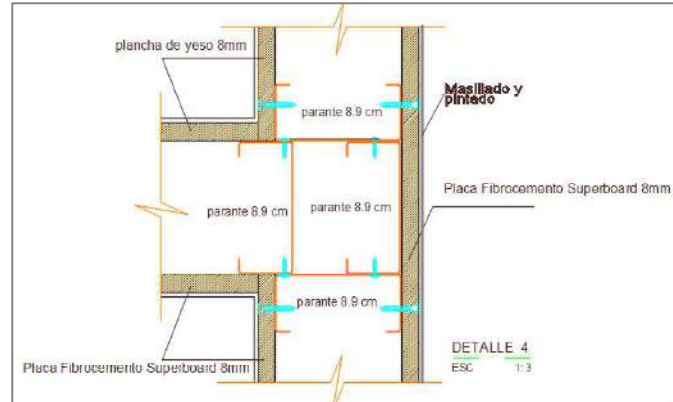 plancha de yeso 8mm
Masillado y
pintado
parante 8.9 cm
Placa Fibrocemento Superboard 8mm
parante 8.9 cm
parante 8.9 cm
parante 8.9 cm
Placa Fibrocemento Superboard 8mm
DETALLE 4
ESC 1:3